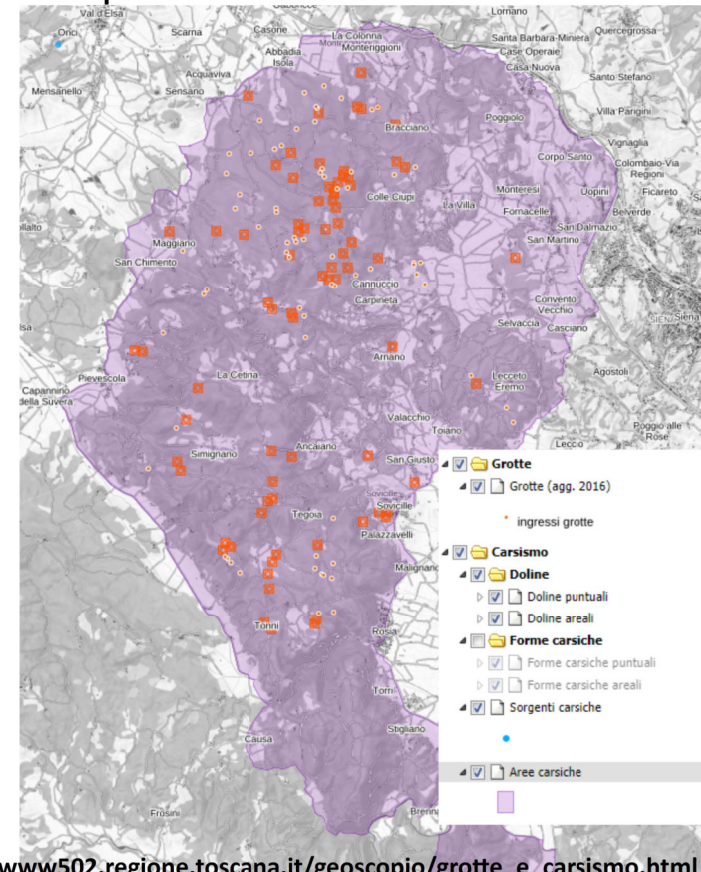 Val d'Elsa
Orici
Scarna
Casone
Lornano
Quercegrossa
La Colonna
Monteriggioni
Santa Barbara-Miniera
Abbadia
Isola
Case Operaie
Casa Nuova
Acquaviva
Santo Stefano
Mensanello
Sensano
Poggiolo
Villa Parigini
Bracciano
Vignaglia
Corpo Santo
Colombaio-Via
Regioni
Monteresi
Uopini
Ficareto
Colle Ciupi
La Villa
Fornacelle
Belverde
San Dalmazio
San Martino
Maggiano
San Chimento
Cannuccio
Carpineta
Convento
Vecchio
Siena
Selvaccia
Casciano
Arnano
Pievescola
La Cetina
Lecceto
Eremo
Agostoli
Capannino
della Suvera
Valacchio
Toiano
Poggio alle
Rose
Lecco
Simignano
Ancaiano
San Giusto
Sovicille
Sovicille
Tegoia
Palazzavelli
Malignano
Tonni
Rosia
Torri
Stigliano
Causa
Frosini
Brenna
Grotte
Grotte (agg. 2016)
ingressi grotte
Carsismo
Doline
Doline puntuali
Doline areali
Forme carsiche
Forme carsiche puntuali
Forme carsiche areali
Sorgenti carsiche
Aree carsiche
www502.regione.toscana.it/geoscopio/grotte_e_carsismo.html